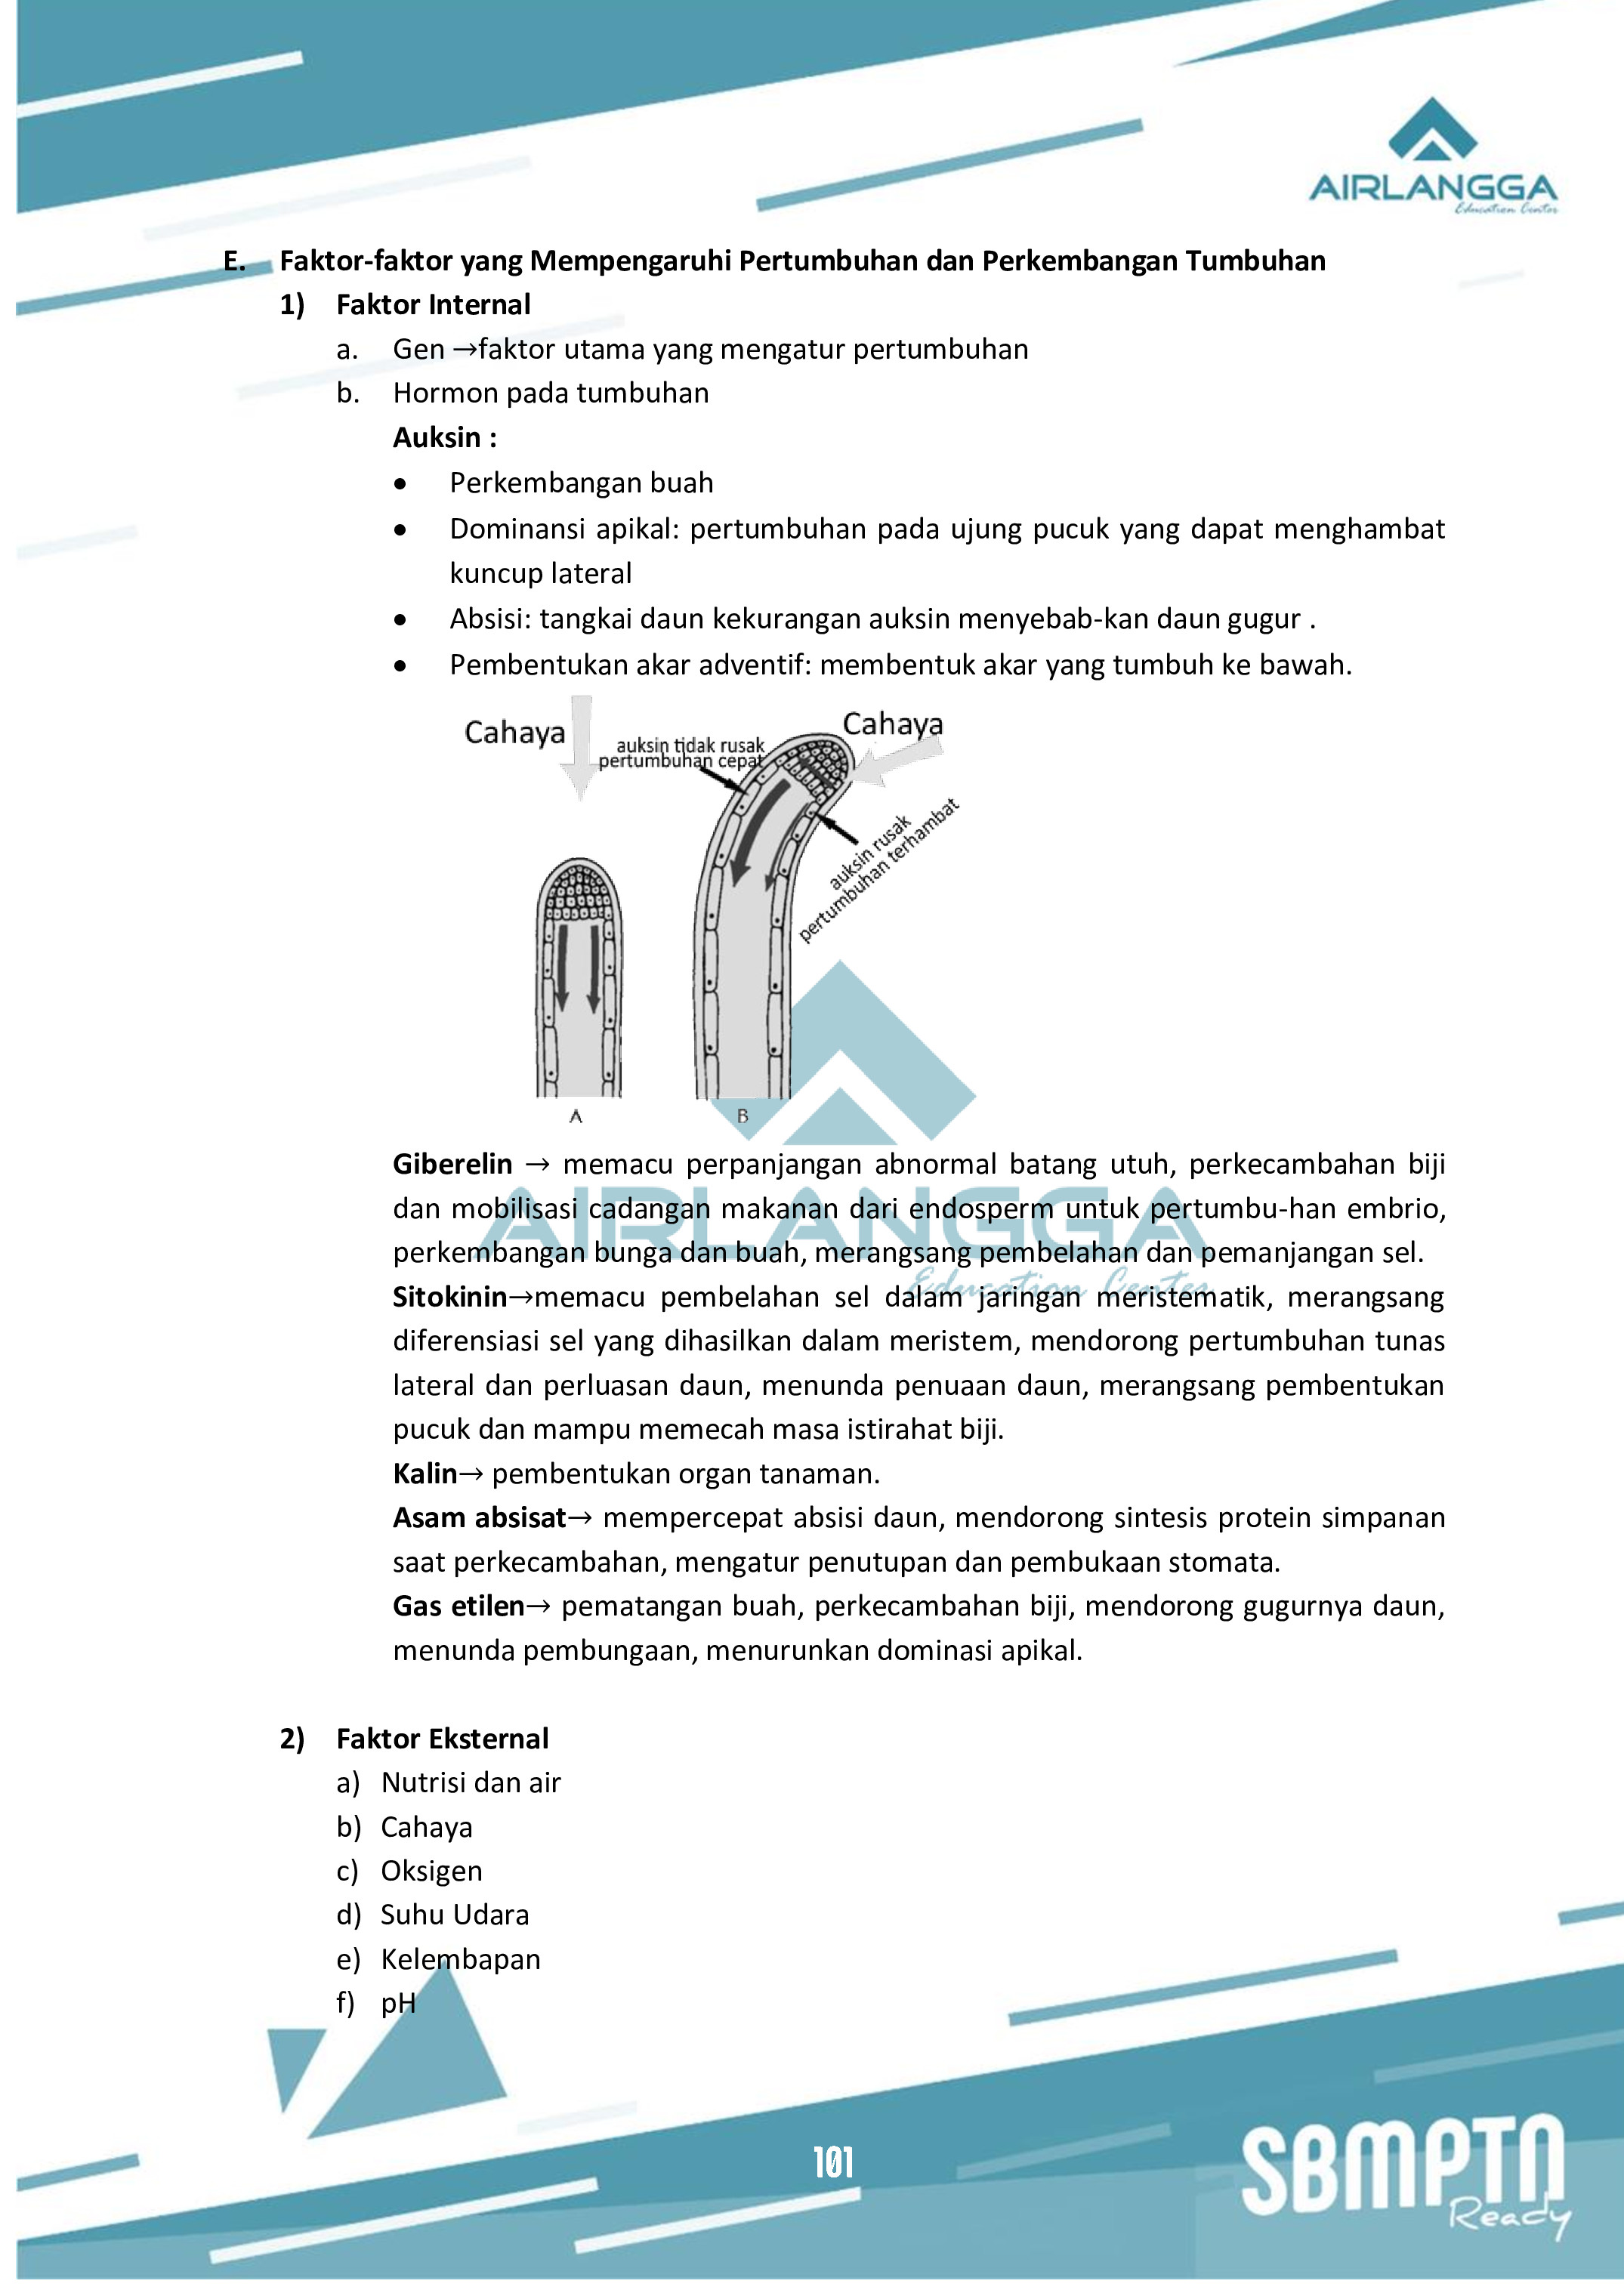 AIRLANGGA
Education Center
E. Faktor-faktor yang Mempengaruhi Pertumbuhan dan Perkembangan Tumbuhan
1) Faktor Internal
a. Gen →faktor utama yang mengatur pertumbuhan
b. Hormon pada tumbuhan
Auksin :
• Perkembangan buah
• Dominansi apikal: pertumbuhan pada ujung pucuk yang dapat menghambat
kuncup lateral
• Absisi: tangkai daun kekurangan auksin menyebab-kan daun gugur .
• Pembentukan akar adventif: membentuk akar yang tumbuh ke bawah.
Cahaya
auksin tidak rusak
pertumbuhan cepat
Cahaya
auksin rusak
pertumbuhan terhambat
A
B
AIRLANGGA
Education Center
Giberelin → memacu perpanjangan abnormal batang utuh, perkecambahan biji
dan mobilisasi cadangan makanan dari endosperm untuk pertumbu-han embrio,
perkembangan bunga dan buah, merangsang pembelahan dan pemanjangan sel.
Sitokinin→memacu pembelahan sel dalam jaringan meristematik, merangsang
diferensiasi sel yang dihasilkan dalam meristem, mendorong pertumbuhan tunas
lateral dan perluasan daun, menunda penuaan daun, merangsang pembentukan
pucuk dan mampu memecah masa istirahat biji.
Kalin→ pembentukan organ tanaman.
Asam absisat→ mempercepat absisi daun, mendorong sintesis protein simpanan
saat perkecambahan, mengatur penutupan dan pembukaan stomata.
Gas etilen→ pematangan buah, perkecambahan biji, mendorong gugurnya daun,
menunda pembungaan, menurunkan dominasi apikal.
2) Faktor Eksternal
a) Nutrisi dan air
b) Cahaya
c) Oksigen
d) Suhu Udara
e) Kelembapan
f) pH
101
SBMPTN
Ready